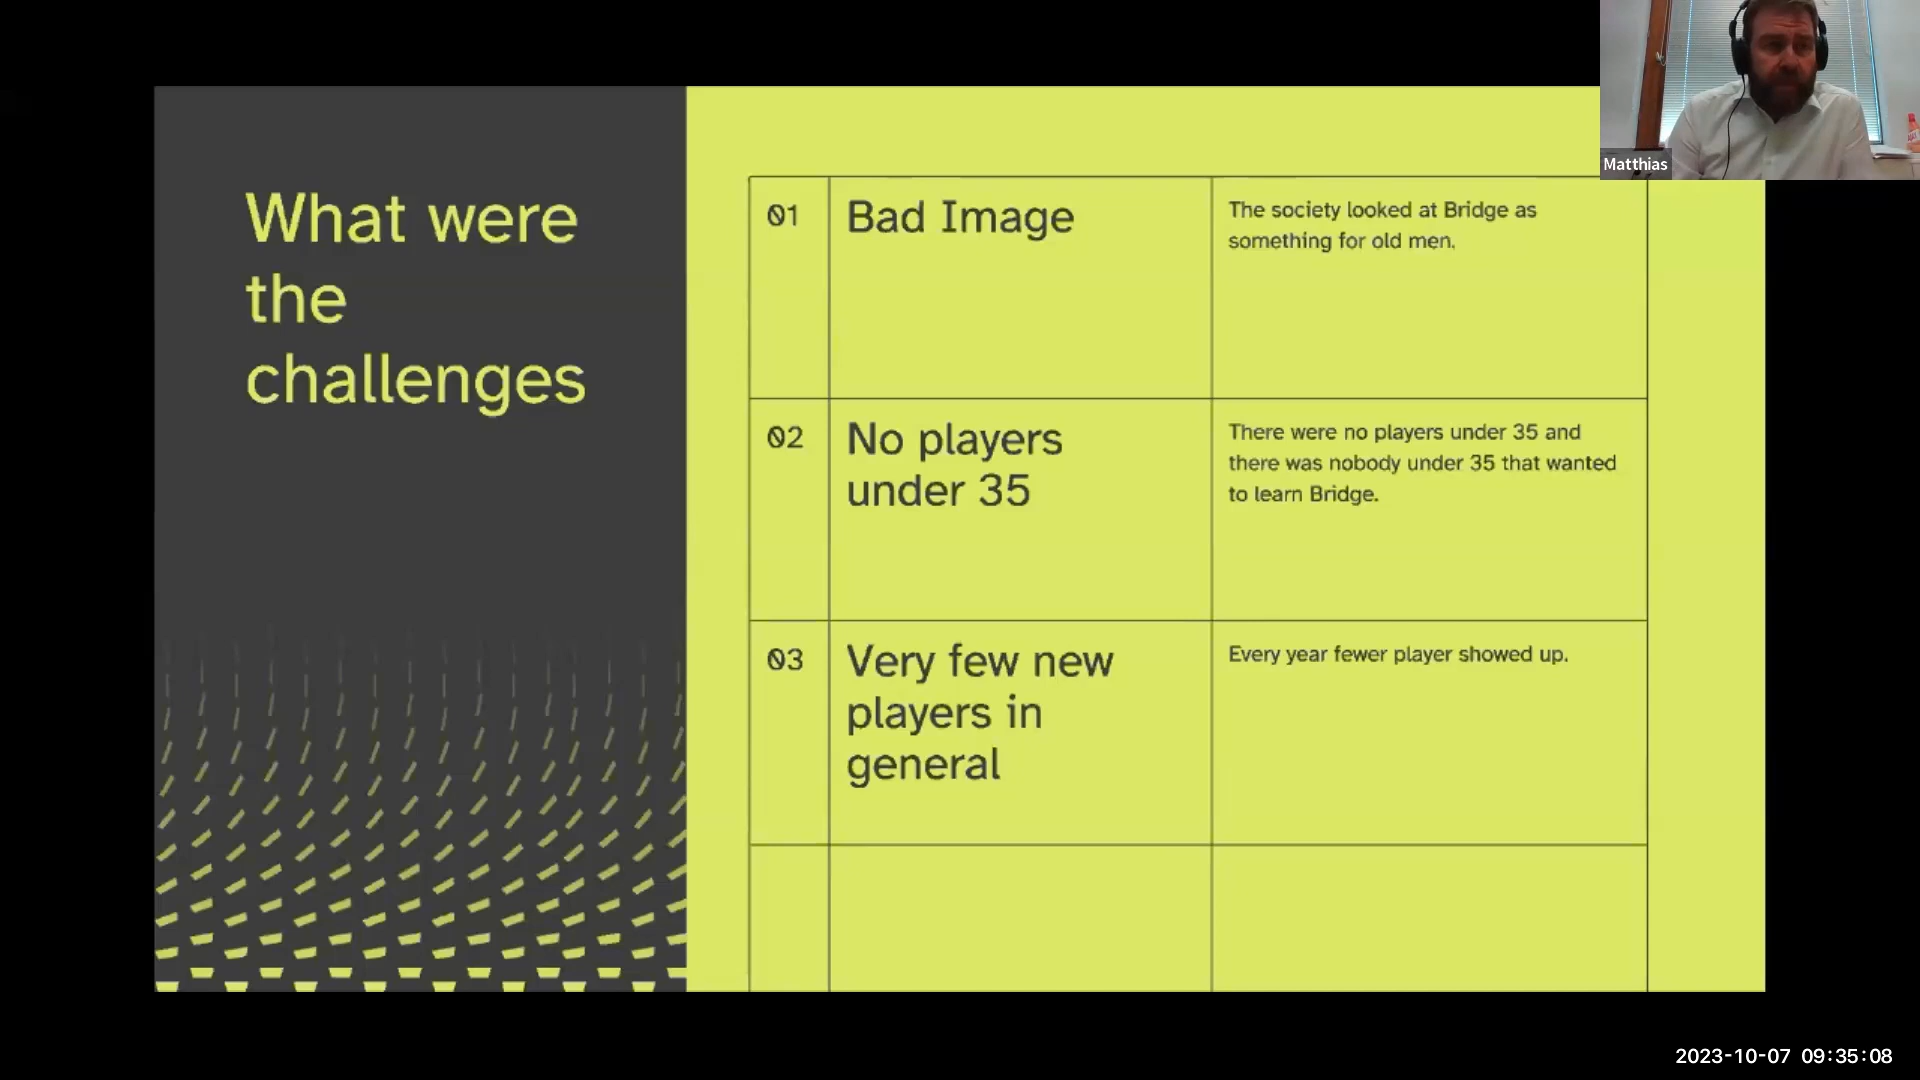 What were
the
challenges
01
Bad Image
The society looked at Bridge as
something for old men.
02
No players
under 35
There were no players under 35 and
there was nobody under 35 that wanted
to learn Bridge.
03
Very few new
players in
general
Every year fewer player showed up.
Matthias
2023-10-07 09:35:08